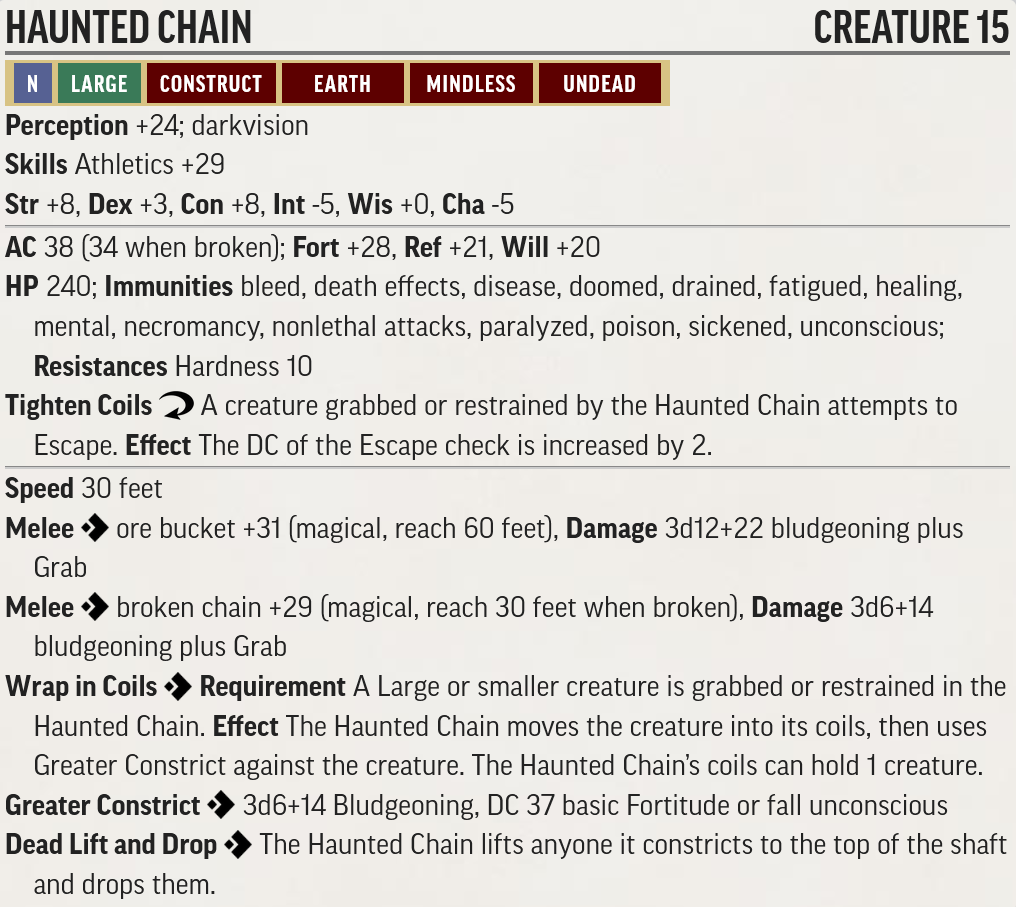 HAUNTED CHAIN CREATURE 15
N LARGE CONSTRUCT EARTH MINDLESS UNDEAD
Perception +24; darkvision
Skills Athletics +29
Str +8, Dex +3, Con +8, Int -5, Wis +0, Cha -5
AC 38 (34 when broken); Fort +28, Ref +21, Will +20
HP 240; Immunities bleed, death effects, disease, doomed, drained, fatigued, healing,
mental, necromancy, nonlethal attacks, paralyzed, poison, sickened, unconscious;
Resistances Hardness 10
Tighten Coils A creature grabbed or restrained by the Haunted Chain attempts to
Escape. Effect The DC of the Escape check is increased by 2.
Speed 30 feet
Melee ore bucket +31 (magical, reach 60 feet), Damage 3d12+22 bludgeoning plus
Grab
Melee broken chain +29 (magical, reach 30 feet when broken), Damage 3d6+14
bludgeoning plus Grab
Wrap in Coils Requirement A Large or smaller creature is grabbed or restrained in the
Haunted Chain. Effect The Haunted Chain moves the creature into its coils, then uses
Greater Constrict against the creature. The Haunted Chain's coils can hold 1 creature.
Greater Constrict 3d6+14 Bludgeoning, DC 37 basic Fortitude or fall unconscious
Dead Lift and Drop The Haunted Chain lifts anyone it constricts to the top of the shaft
and drops them.